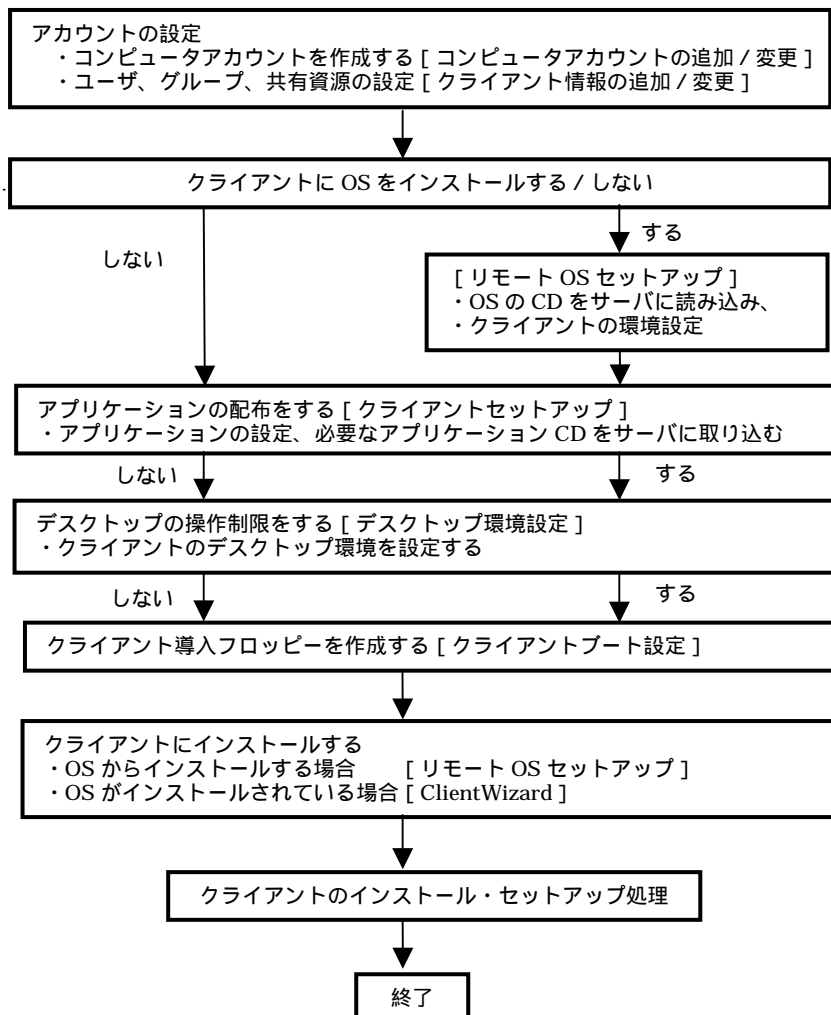 アカウントの設定
・コンピュータアカウントを作成する [ コンピュータアカウントの追加 / 変更 ]
・ユーザ、グループ、共有資源の設定 [ クライアント情報の追加 / 変更 ]
クライアントに OS をインストールする / しない
しない
する
[ リモート OS セットアップ ]
・OS の CD をサーバに読み込み、
・クライアントの環境設定
アプリケーションの配布をする [ クライアントセットアップ ]
・アプリケーションの設定、必要なアプリケーション CD をサーバに取り込む
しない
する
デスクトップの操作制限をする [ デスクトップ環境設定 ]
・クライアントのデスクトップ環境を設定する
しない
する
クライアント導入フロッピーを作成する [ クライアントブート設定 ]
クライアントにインストールする
・OS からインストールする場合 [ リモート OS セットアップ ]
・OS がインストールされている場合 [ ClientWizard ]
クライアントのインストール・セットアップ処理
終了